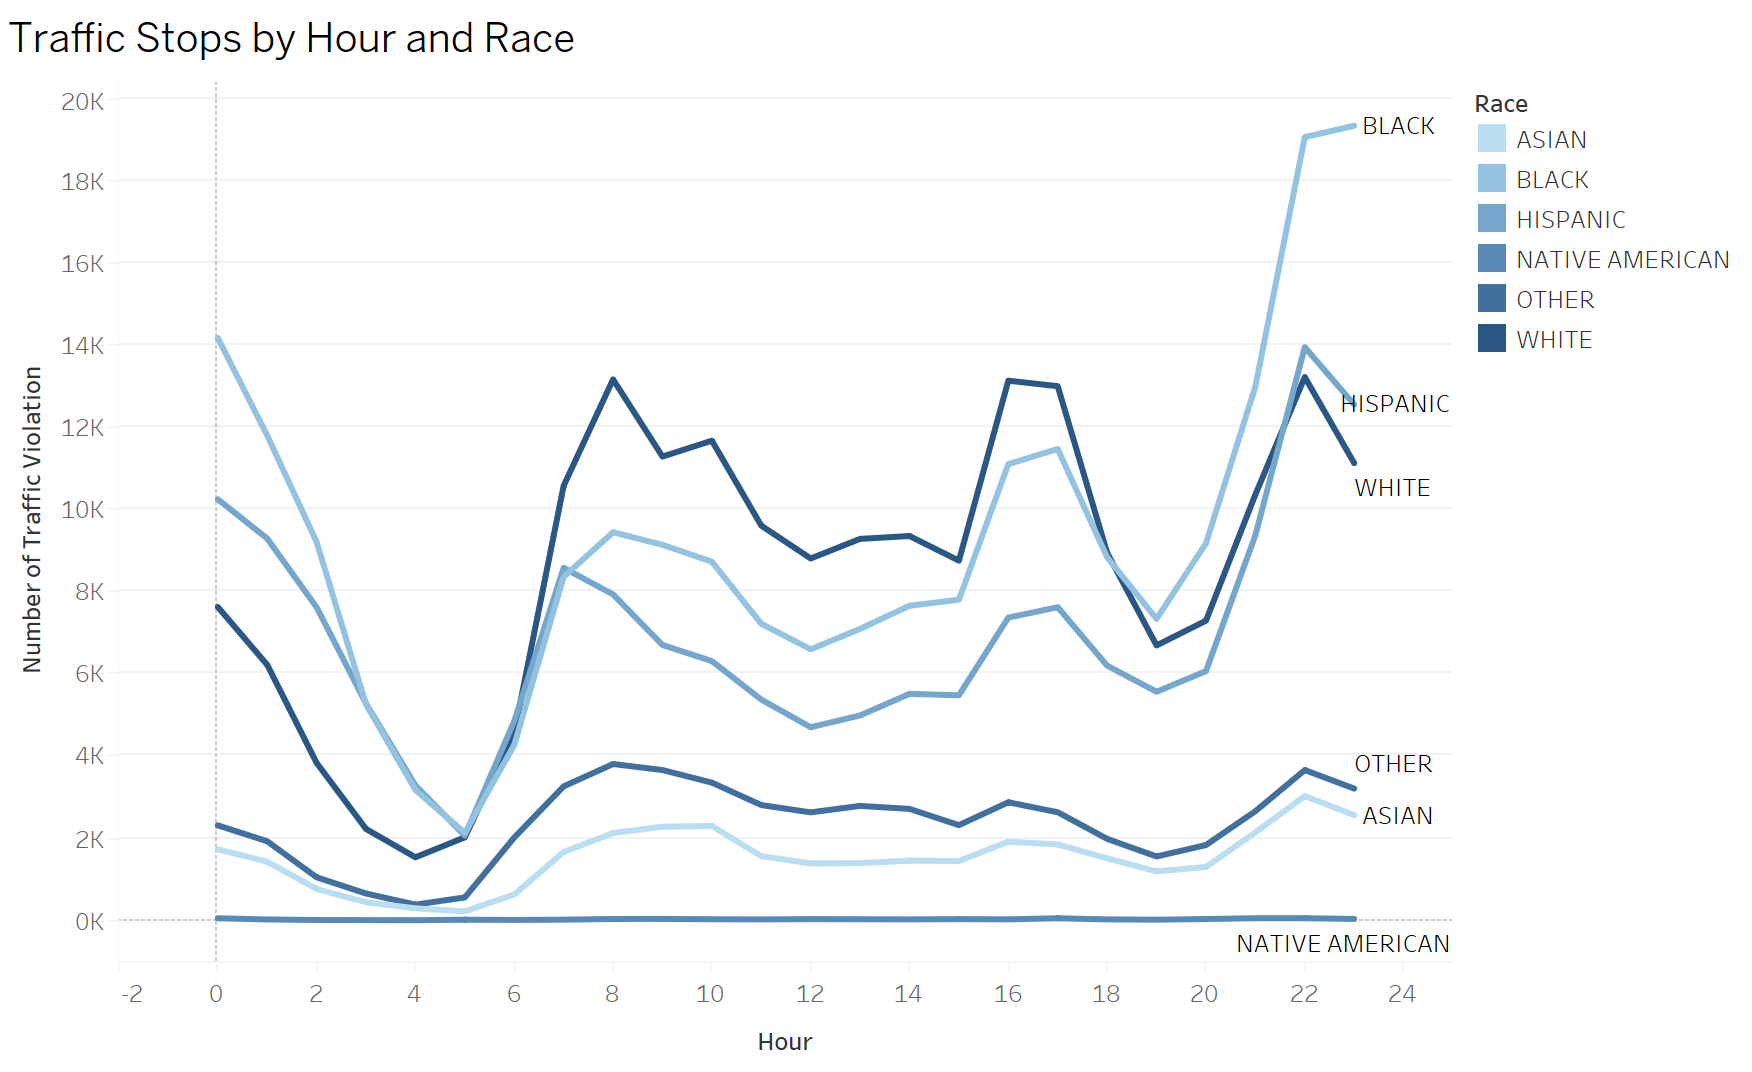 Traffic Stops by Hour and Race
20K
18K
16K
14K
12K
10K
8K
6K
4K
2K
0K
Number of Traffic Violation
BLACK
HISPANIC
WHITE
OTHER
ASIAN
NATIVE AMERICAN
-2 0 2 4 6 8 10 12 14 16 18 20 22 24
Hour
Race
ASIAN
BLACK
HISPANIC
NATIVE AMERICAN
OTHER
WHITE